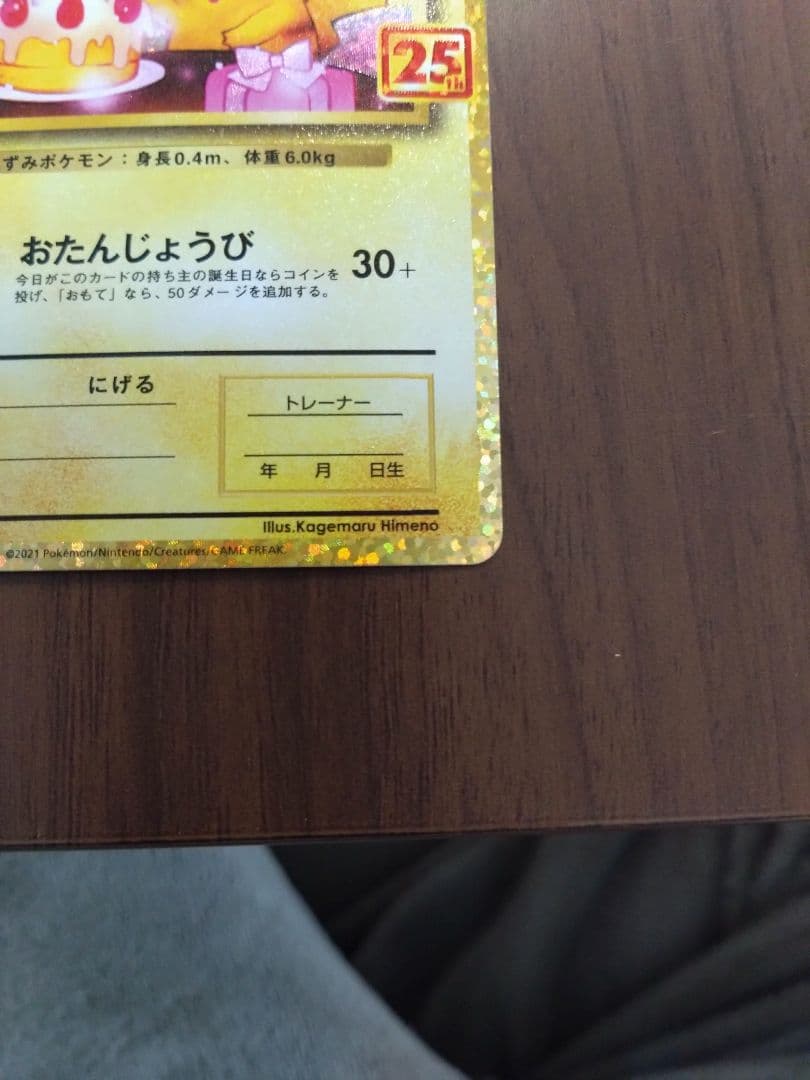 25th
ずみポケモン：身長0.4m、体重6.0kg
おたんじょうび 30+
今日がこのカードの持ち主の誕生日ならコインを
投げ、「おもて」なら、50ダメージを追加する。
にげる
トレーナー
年 月 日生
Illus.Kagemaru Himeno
©2021 Pokémon/Nintendo/Creatures/GAME FREAK.